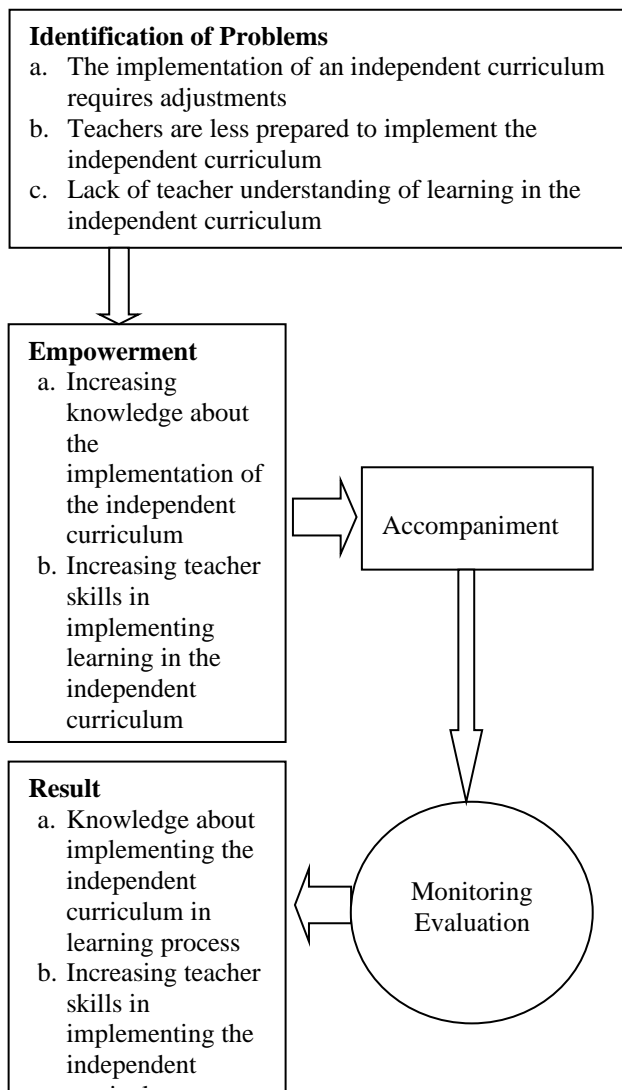 Identification of Problems
a. The implementation of an independent curriculum
requires adjustments
b. Teachers are less prepared to implement the
independent curriculum
c. Lack of teacher understanding of learning in the
independent curriculum
Empowerment
a. Increasing
knowledge about
the
implementation of
the independent
curriculum
b. Increasing teacher
skills in
implementing
learning in the
independent
curriculum
Accompaniment
Monitoring
Evaluation
Result
a. Knowledge about
implementing the
independent
curriculum in
learning process
b. Increasing teacher
skills in
implementing the
independent